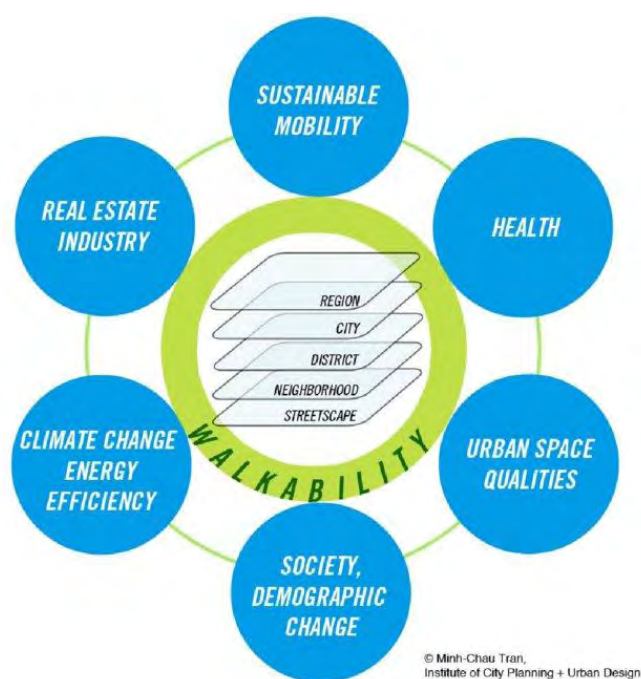 SUSTAINABLE
MOBILITY
REAL ESTATE
INDUSTRY
HEALTH
REGION
CITY
DISTRICT
NEIGHBORHOOD
STREETSCAPE
WALKABILITY
CLIMATE CHANGE
ENERGY
EFFICIENCY
URBAN SPACE
QUALITIES
SOCIETY,
DEMOGRAPHIC
CHANGE
© Minh-Chau Tran,
Institute of City Planning + Urban Design